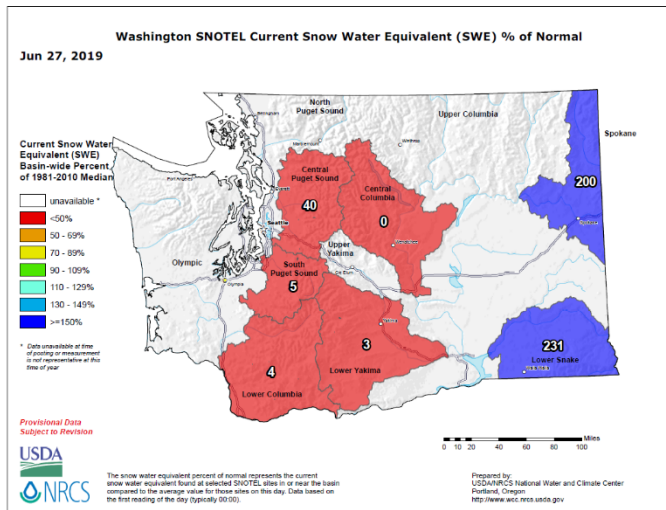 Washington SNOTEL Current Snow Water Equivalent (SWE) % of Normal
Jun 27, 2019
Current Snow Water
Equivalent (SWE)
Basin-wide Percent
of 1981-2010 Median
unavailable *
<50%
50 - 69%
70 - 89%
90 - 109%
110 - 129%
130 - 149%
>=150%
* Data unavailable at time
of posting or measurement
is not representative at this
time of year
Provisional Data
Subject to Revision
USDA
NRCS
North
Puget Sound
Upper Columbia
Spokane
200
Central
Puget Sound
40
Central
Columbia
0
Seattle
Upper
Yakima
Olympic
Olympia
South
Puget Sound
5
3
Lower Yakima
4
Lower Columbia
231
Lower Snake
Port Angeles
Everett
Spokane
Yakima
Miles
0 10 20 40 60 80 100
The snow water equivalent percent of normal represents the current
snow water equivalent found at selected SNOTEL sites in or near the basin
compared to the average value for those sites on this day. Data based on
the first reading of the day (typically 00:00).
Prepared by:
USDA/NRCS National Water and Climate Center
Portland, Oregon
http://www.wcc.nrcs.usda.gov